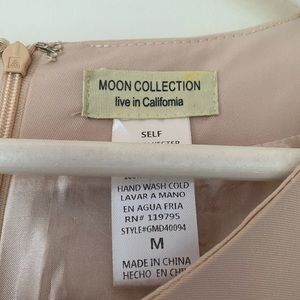 MOON COLLECTION
live in California
SELF
HAND WASH COLD
LAVAR A MANO
EN AGUA FRIA
RN# 119795
STYLE#GMD40094
M
MADE IN CHINA
HECHO EN